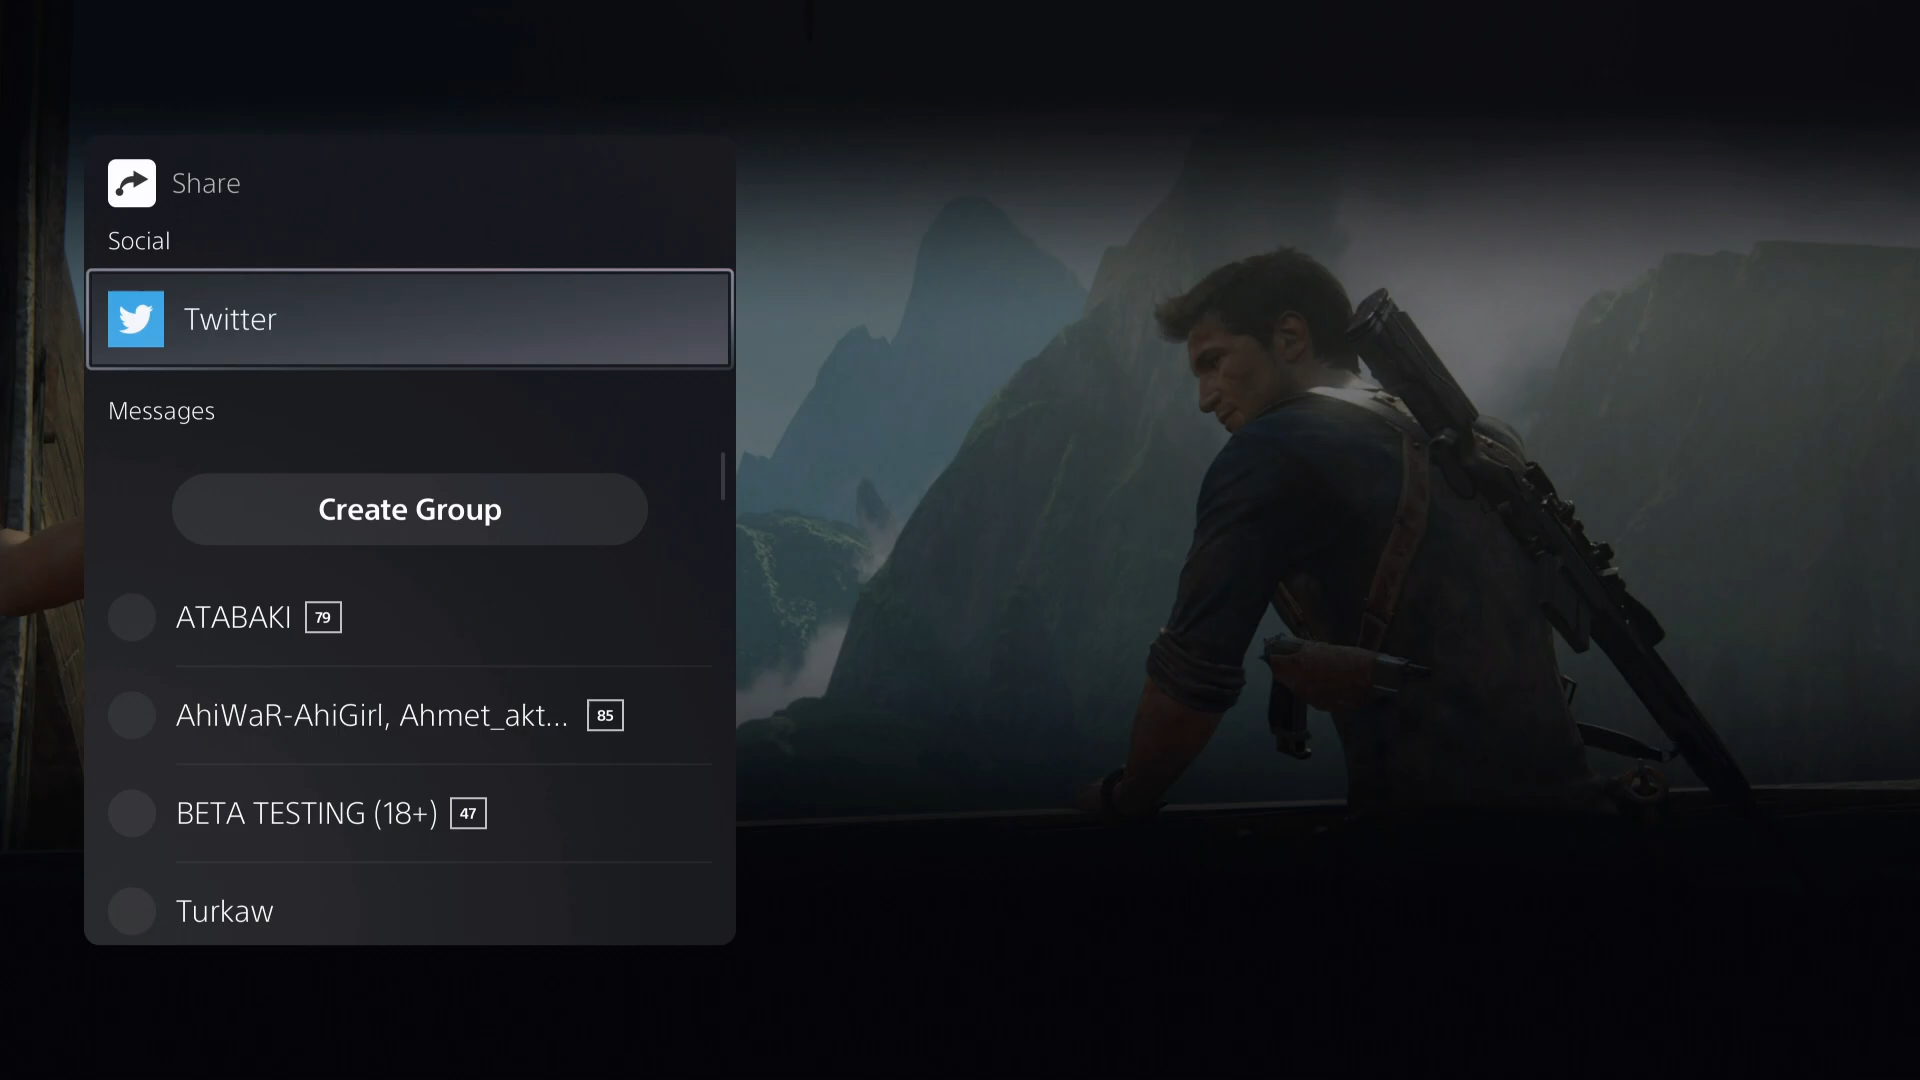 Share
Social
Twitter
Messages
Create Group
ATABAKI 79
AhiWaR-AhiGirl, Ahmet_akt... 85
BETA TESTING (18+) 47
Turkaw